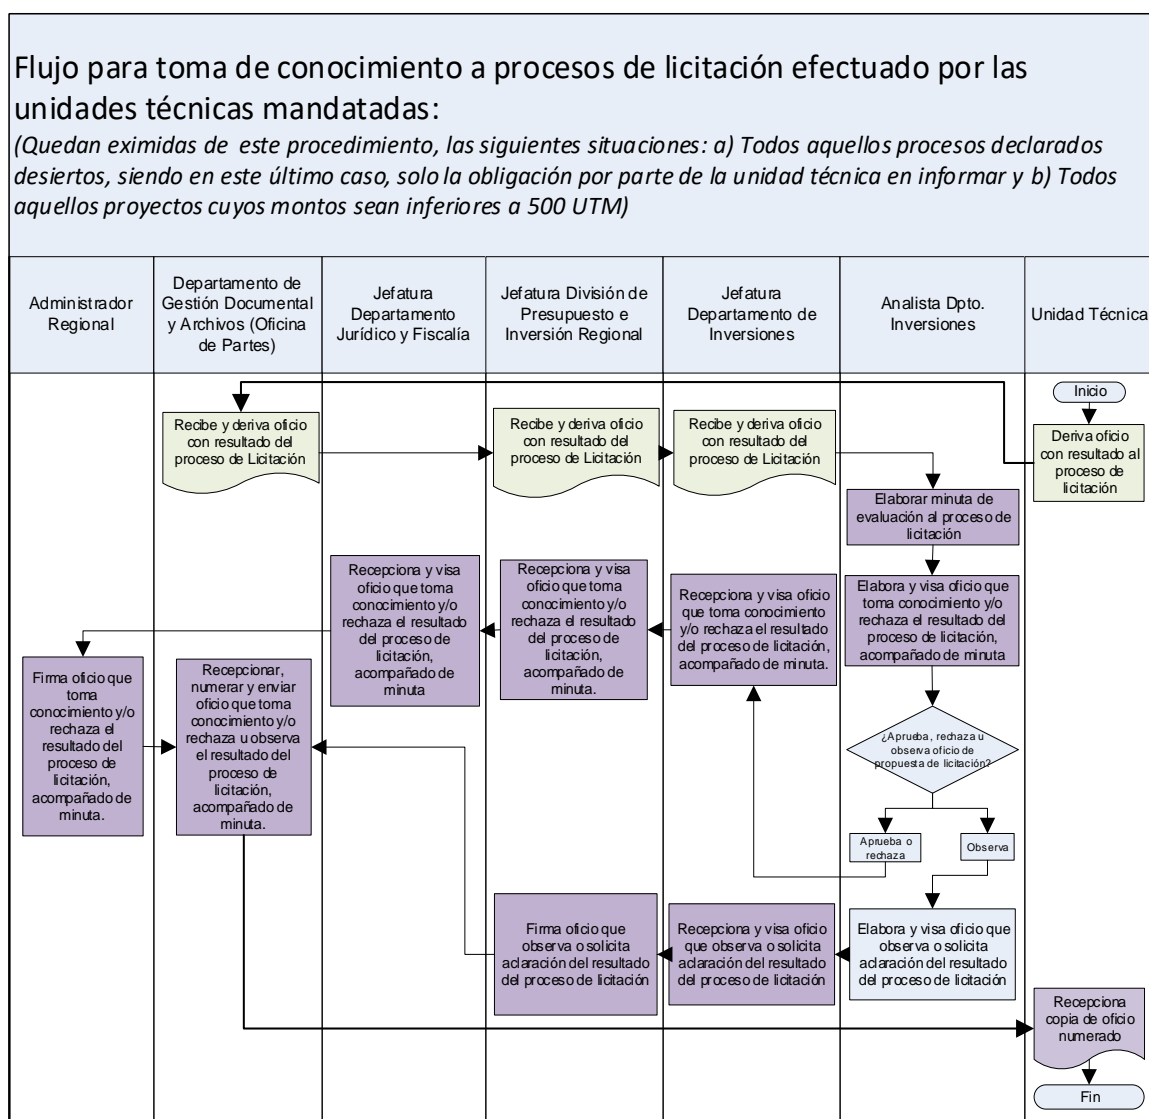 Flujo para toma de conocimiento a procesos de licitación efectuado por las
unidades técnicas mandatadas:
(Quedan eximidas de este procedimiento, las siguientes situaciones: a) Todos aquellos procesos declarados
desiertos, siendo en este último caso, solo la obligación por parte de la unidad técnica en informar y b) Todos
aquellos proyectos cuyos montos sean inferiores a 500 UTM)
Administrador
Regional
Departamento de
Gestión Documental
y Archivos (Oficina
de Partes)
Jefatura
Departamento
Jurídico y Fiscalía
Jefatura División de
Presupuesto e
Inversión Regional
Jefatura
Departamento de
Inversiones
Analista Dpto.
Inversiones
Unidad Técnica
Inicio
Deriva oficio
con resultado al
proceso de
licitación
Recibe y deriva oficio
con resultado del
proceso de Licitación
Recibe y deriva oficio
con resultado del
proceso de Licitación
Recibe y deriva oficio
con resultado del
proceso de Licitación
Elaborar minuta de
evaluación al proceso de
licitación
Elabora y visa oficio que
toma conocimiento y/o
rechaza el resultado del
proceso de licitación,
acompañado de minuta
Recepciona y visa oficio
que toma conocimiento
y/o rechaza el resultado
del proceso de licitación,
acompañado de minuta.
Recepciona y visa
oficio que toma
conocimiento y/o
rechaza el resultado
del proceso de
licitación,
acompañado de
minuta.
Recepciona y visa
oficio que toma
conocimiento y/o
rechaza el resultado
del proceso de
licitación,
acompañado de
minuta
Firma oficio que
toma
conocimiento y/o
rechaza el
resultado del
proceso de
licitación,
acompañado de
minuta.
Recepcionar,
numerar y enviar
oficio que toma
conocimiento y/o
rechaza u observa
el resultado del
proceso de
licitación,
acompañado de
minuta.
¿Aprueba, rechaza u
observa oficio de
propuesta de licitación?
Aprueba o
rechaza
Observa
Elabora y visa oficio que
observa o solicita
aclaración del resultado
del proceso de licitación
Recepciona y visa oficio
que observa o solicita
aclaración del resultado
del proceso de licitación
Firma oficio que
observa o solicita
aclaración del resultado
del proceso de licitación
Recepciona
copia de oficio
numerado
Fin